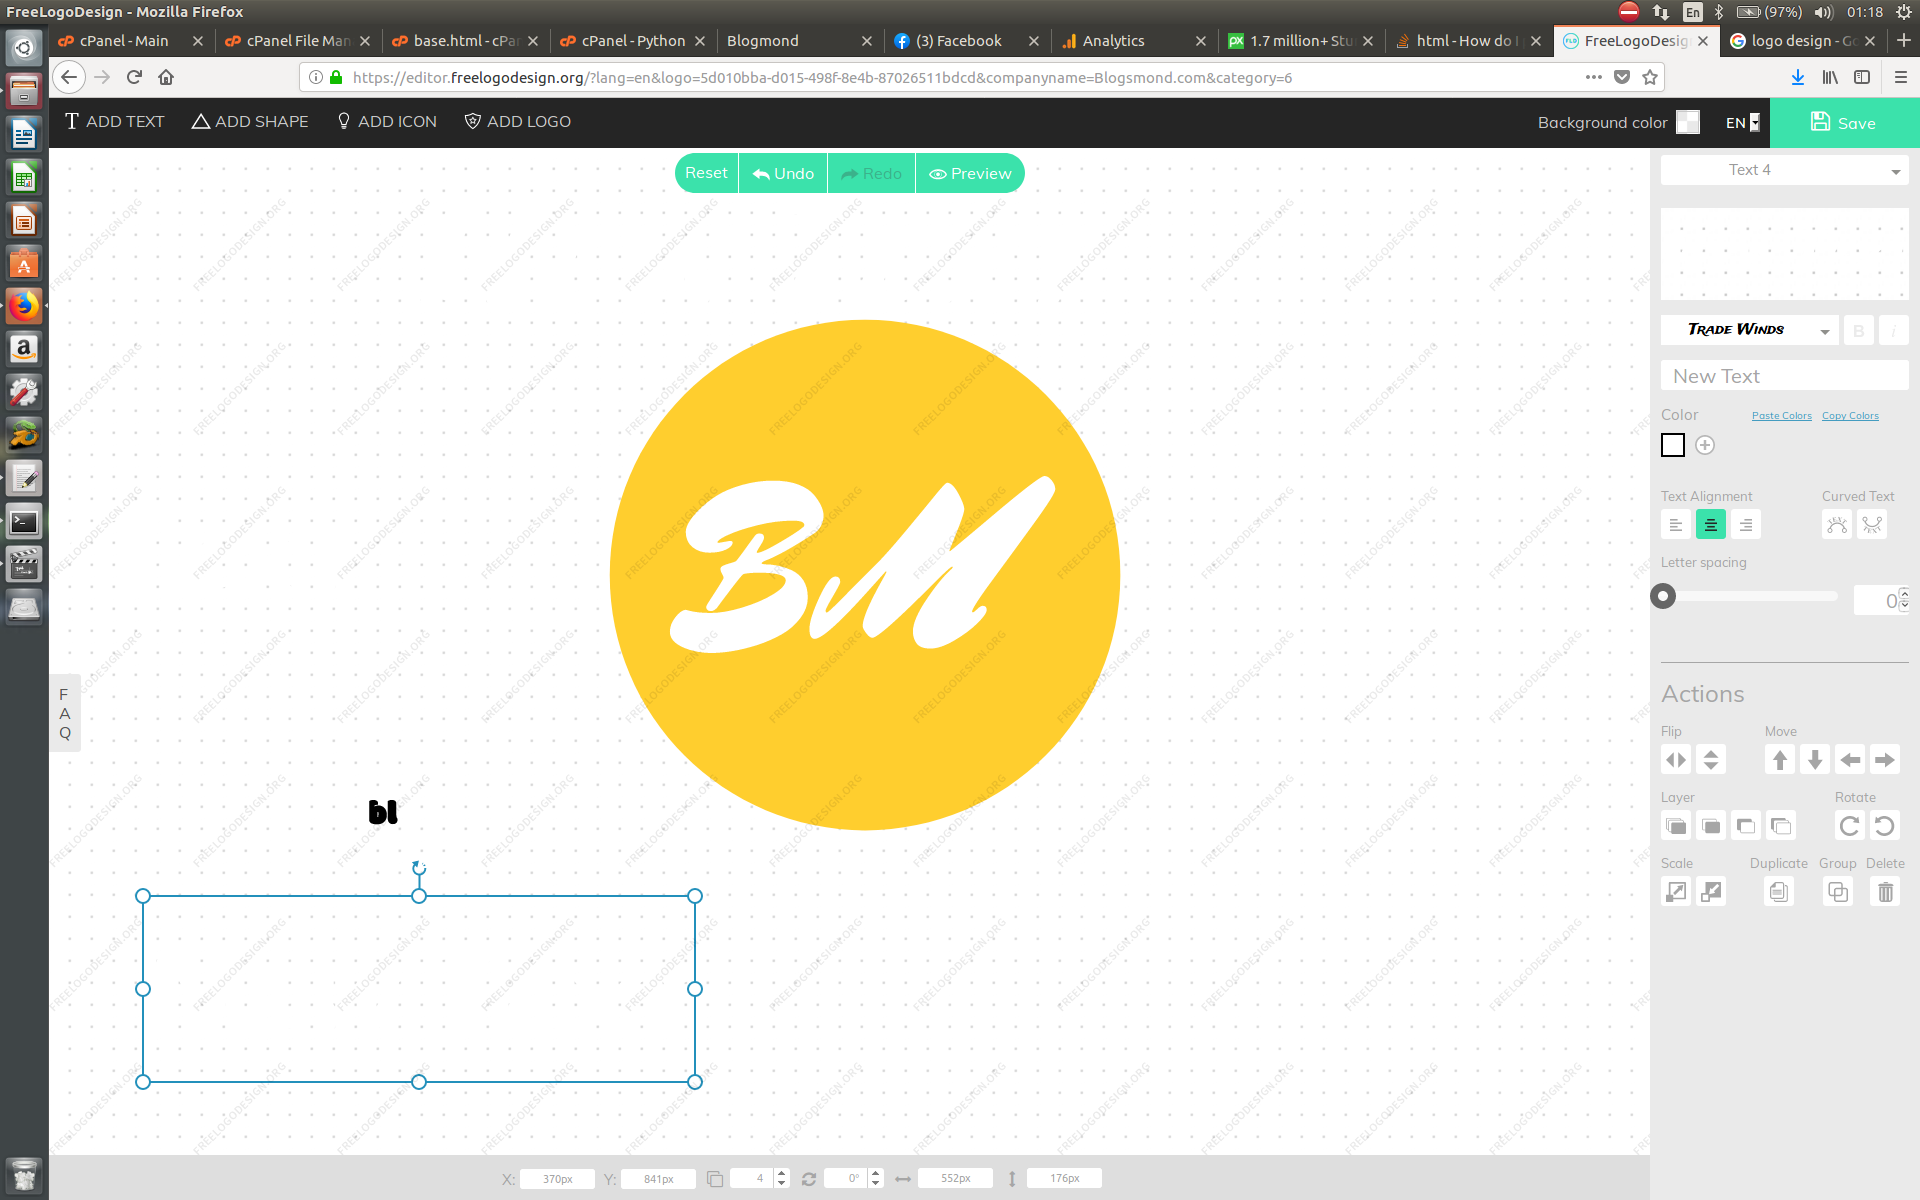 FreeLogoDesign - Mozilla Firefox
En (97%) 01:18
cPanel - Main
cPanel File Man
base.html - cPan
cPanel - Python
Blogmond
(3) Facebook
Analytics
1.7 million+ Stu
html - How do I
FreeLogoDesig
logo design - Go
https://editor.freelogodesign.org/?lang=en&logo=5d010bba-d015-498f-8e4b-87026511bdcd&companyname=Blogsmond.com&category=6
ADD TEXT ADD SHAPE ADD ICON ADD LOGO Background color EN Save
Reset Undo Redo Preview
Text 4
TRADE WINDS B i
New Text
Color Paste Colors Copy Colors
Text Alignment Curved Text
Letter spacing
0
Actions
Flip Move
Layer Rotate
Scale Duplicate Group Delete
BM
bl
F
A
Q
FREELOGODESIGN.ORG
X: 370px Y: 841px 4 0° 552px 176px